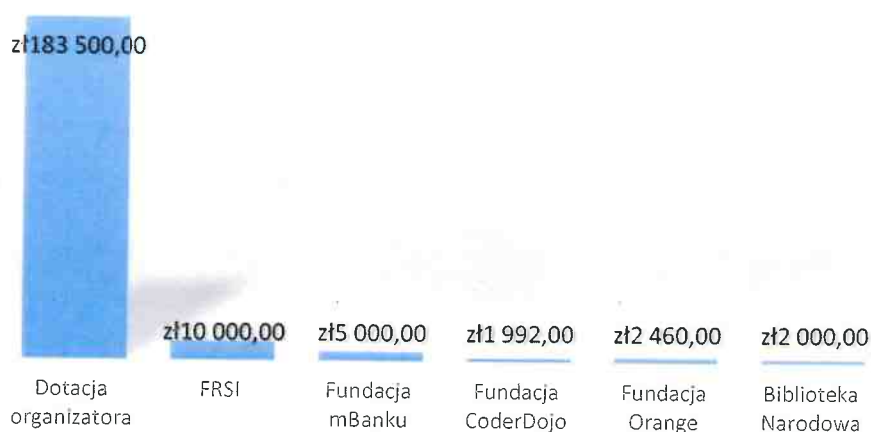 zł183 500,00
zł10 000,00
zł5 000,00
zł1 992,00
zł2 460,00
zł2 000,00
Dotacja
organizatora
FRSI
Fundacja
mBanku
Fundacja
CoderDojo
Fundacja
Orange
Biblioteka
Narodowa